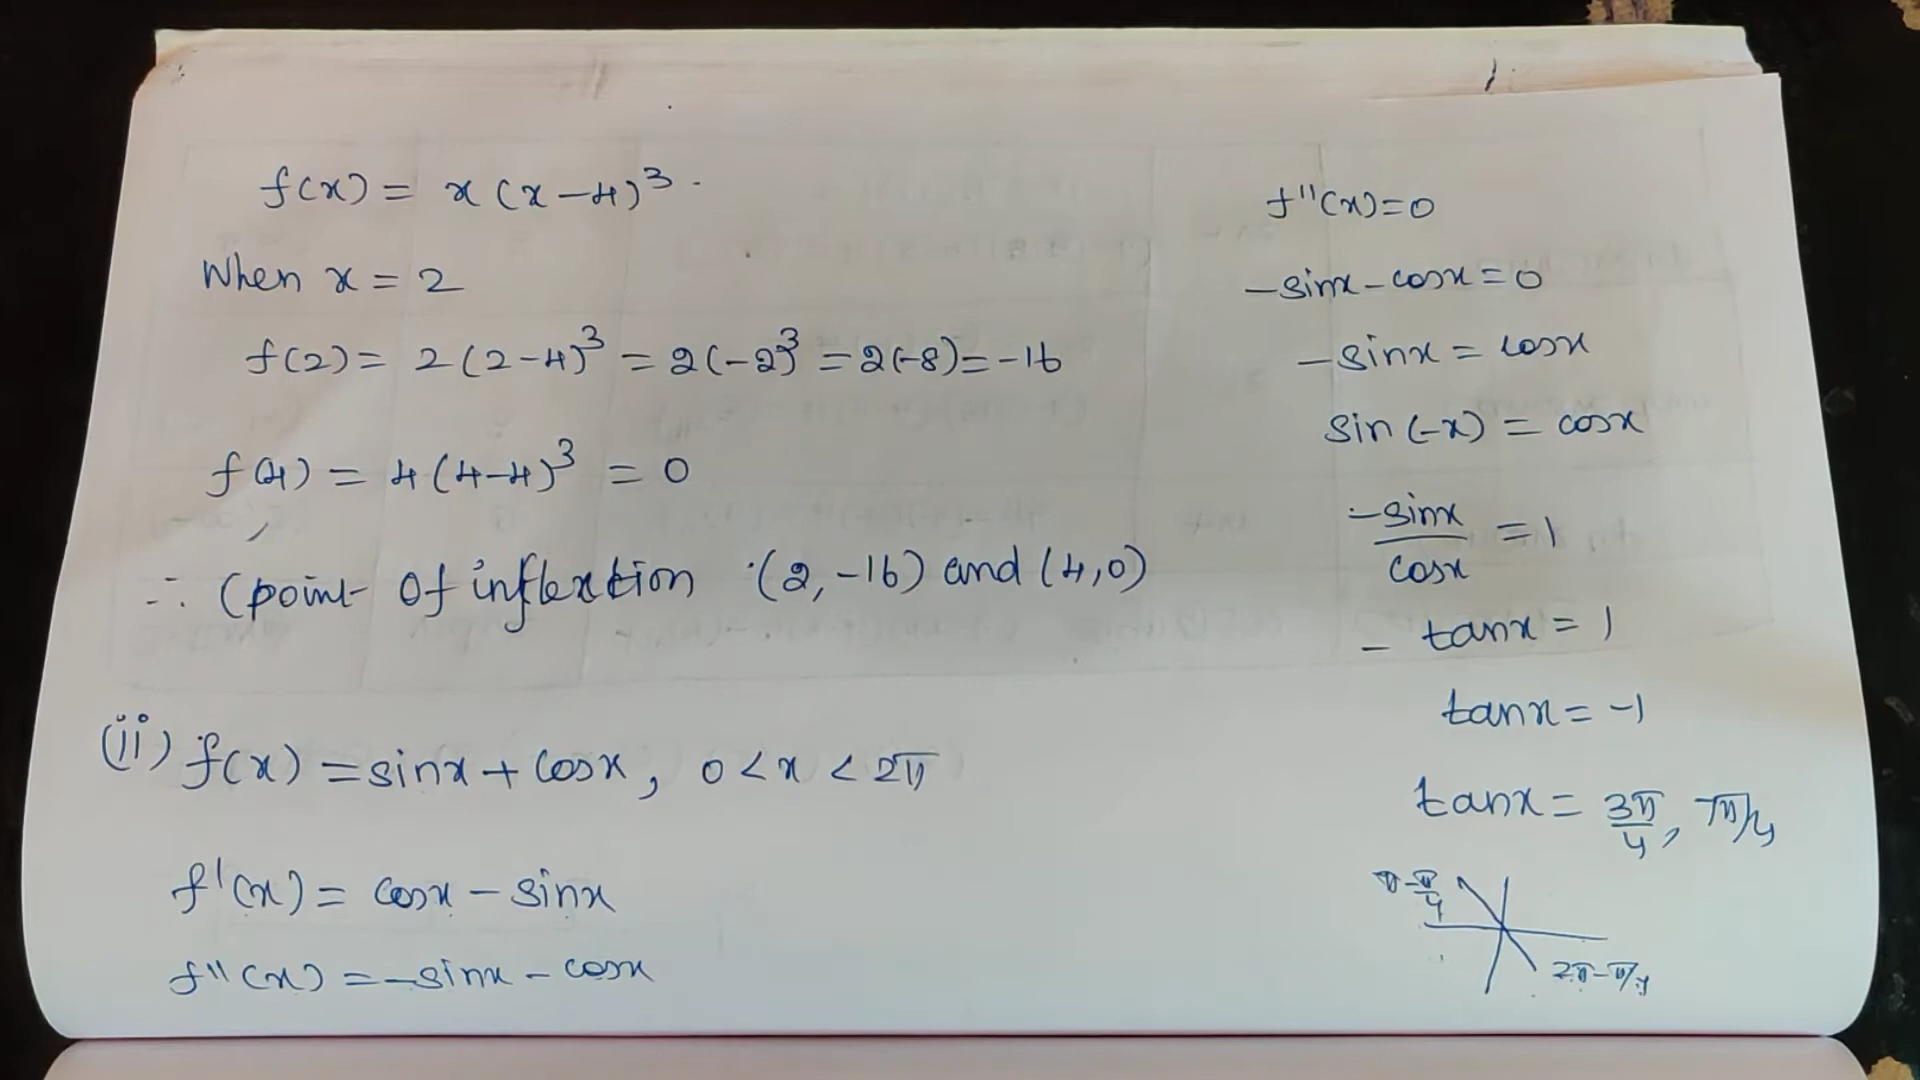 f(x) = x(x-4)³.
When x = 2
f(2) = 2(2-4)³ = 2(-2)³ = 2(-8) = -16
f(4) = 4(4-4)³ = 0
∴ (point of inflextion (2,-16) and (4,0)
(ii) f(x) = sinx + cosx, 0 < x < 2π
f'(x) = cosx - sinx
f''(x) = -sinx - cosx
f''(x) = 0
-sinx - cosx = 0
-sinx = cosx
sin(-x) = cosx
-sinx/cosx = 1
- tanx = 1
tanx = -1
tanx = 3π/4, 7π/4
π-π/4
2π-π/4